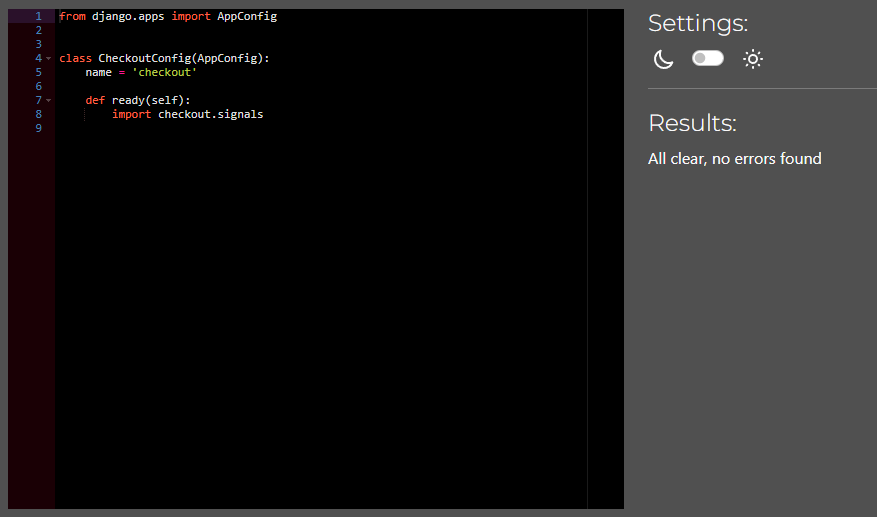 1 from django.apps import AppConfig
2
3
4 class CheckoutConfig(AppConfig):
5     name = 'checkout'
6
7     def ready(self):
8         import checkout.signals
9
Settings:
Results:
All clear, no errors found